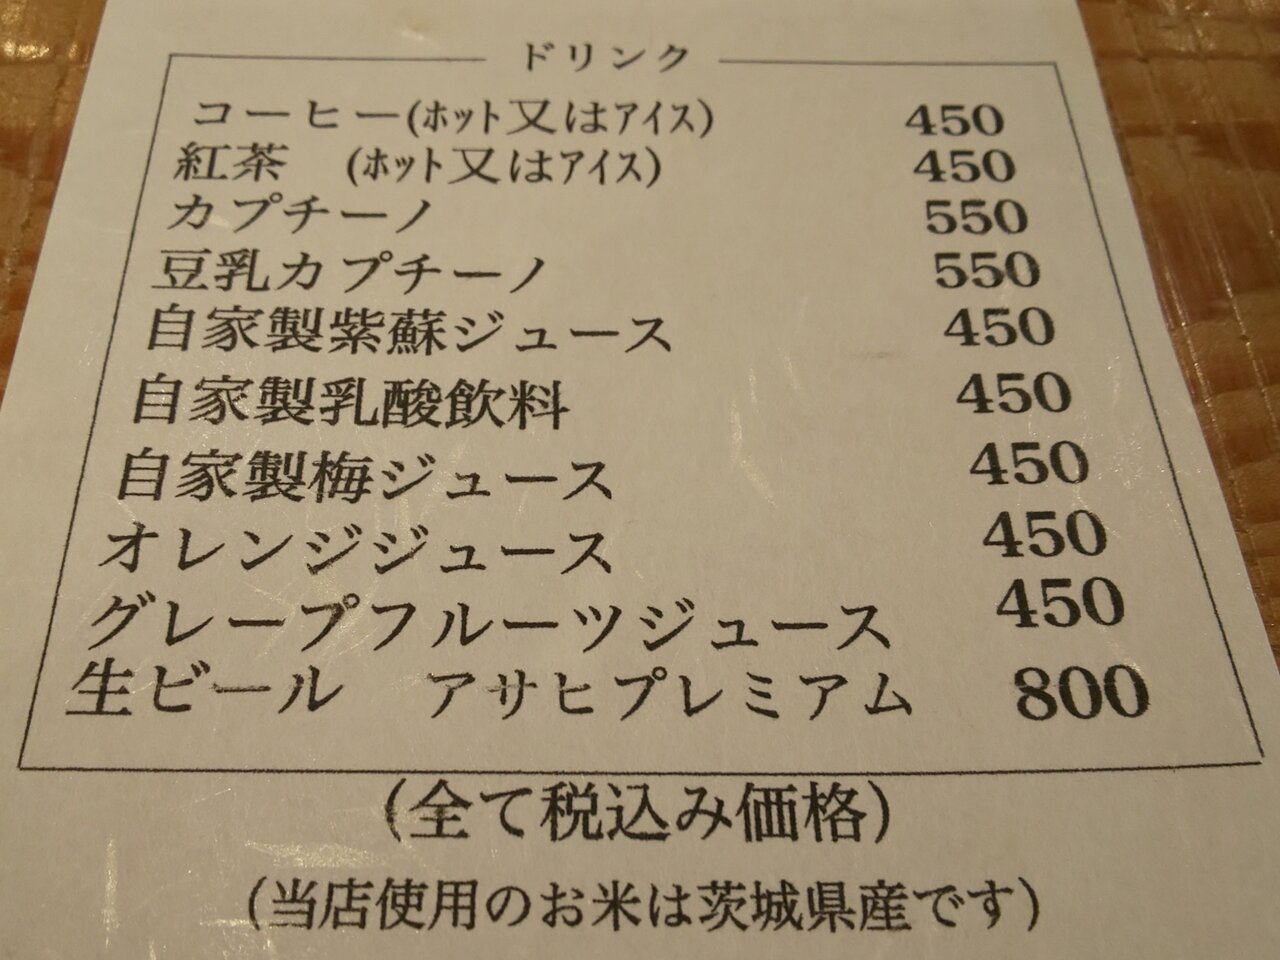 ドリンク
コーヒー(ホット又はアイス) 450
紅茶 (ホット又はアイス) 450
カプチーノ 550
豆乳カプチーノ 550
自家製紫蘇ジュース 450
自家製乳酸飲料 450
自家製梅ジュース 450
オレンジジュース 450
グレープフルーツジュース 450
生ビール アサヒプレミアム 800
(全て税込み価格)
(当店使用のお米は茨城県産です)